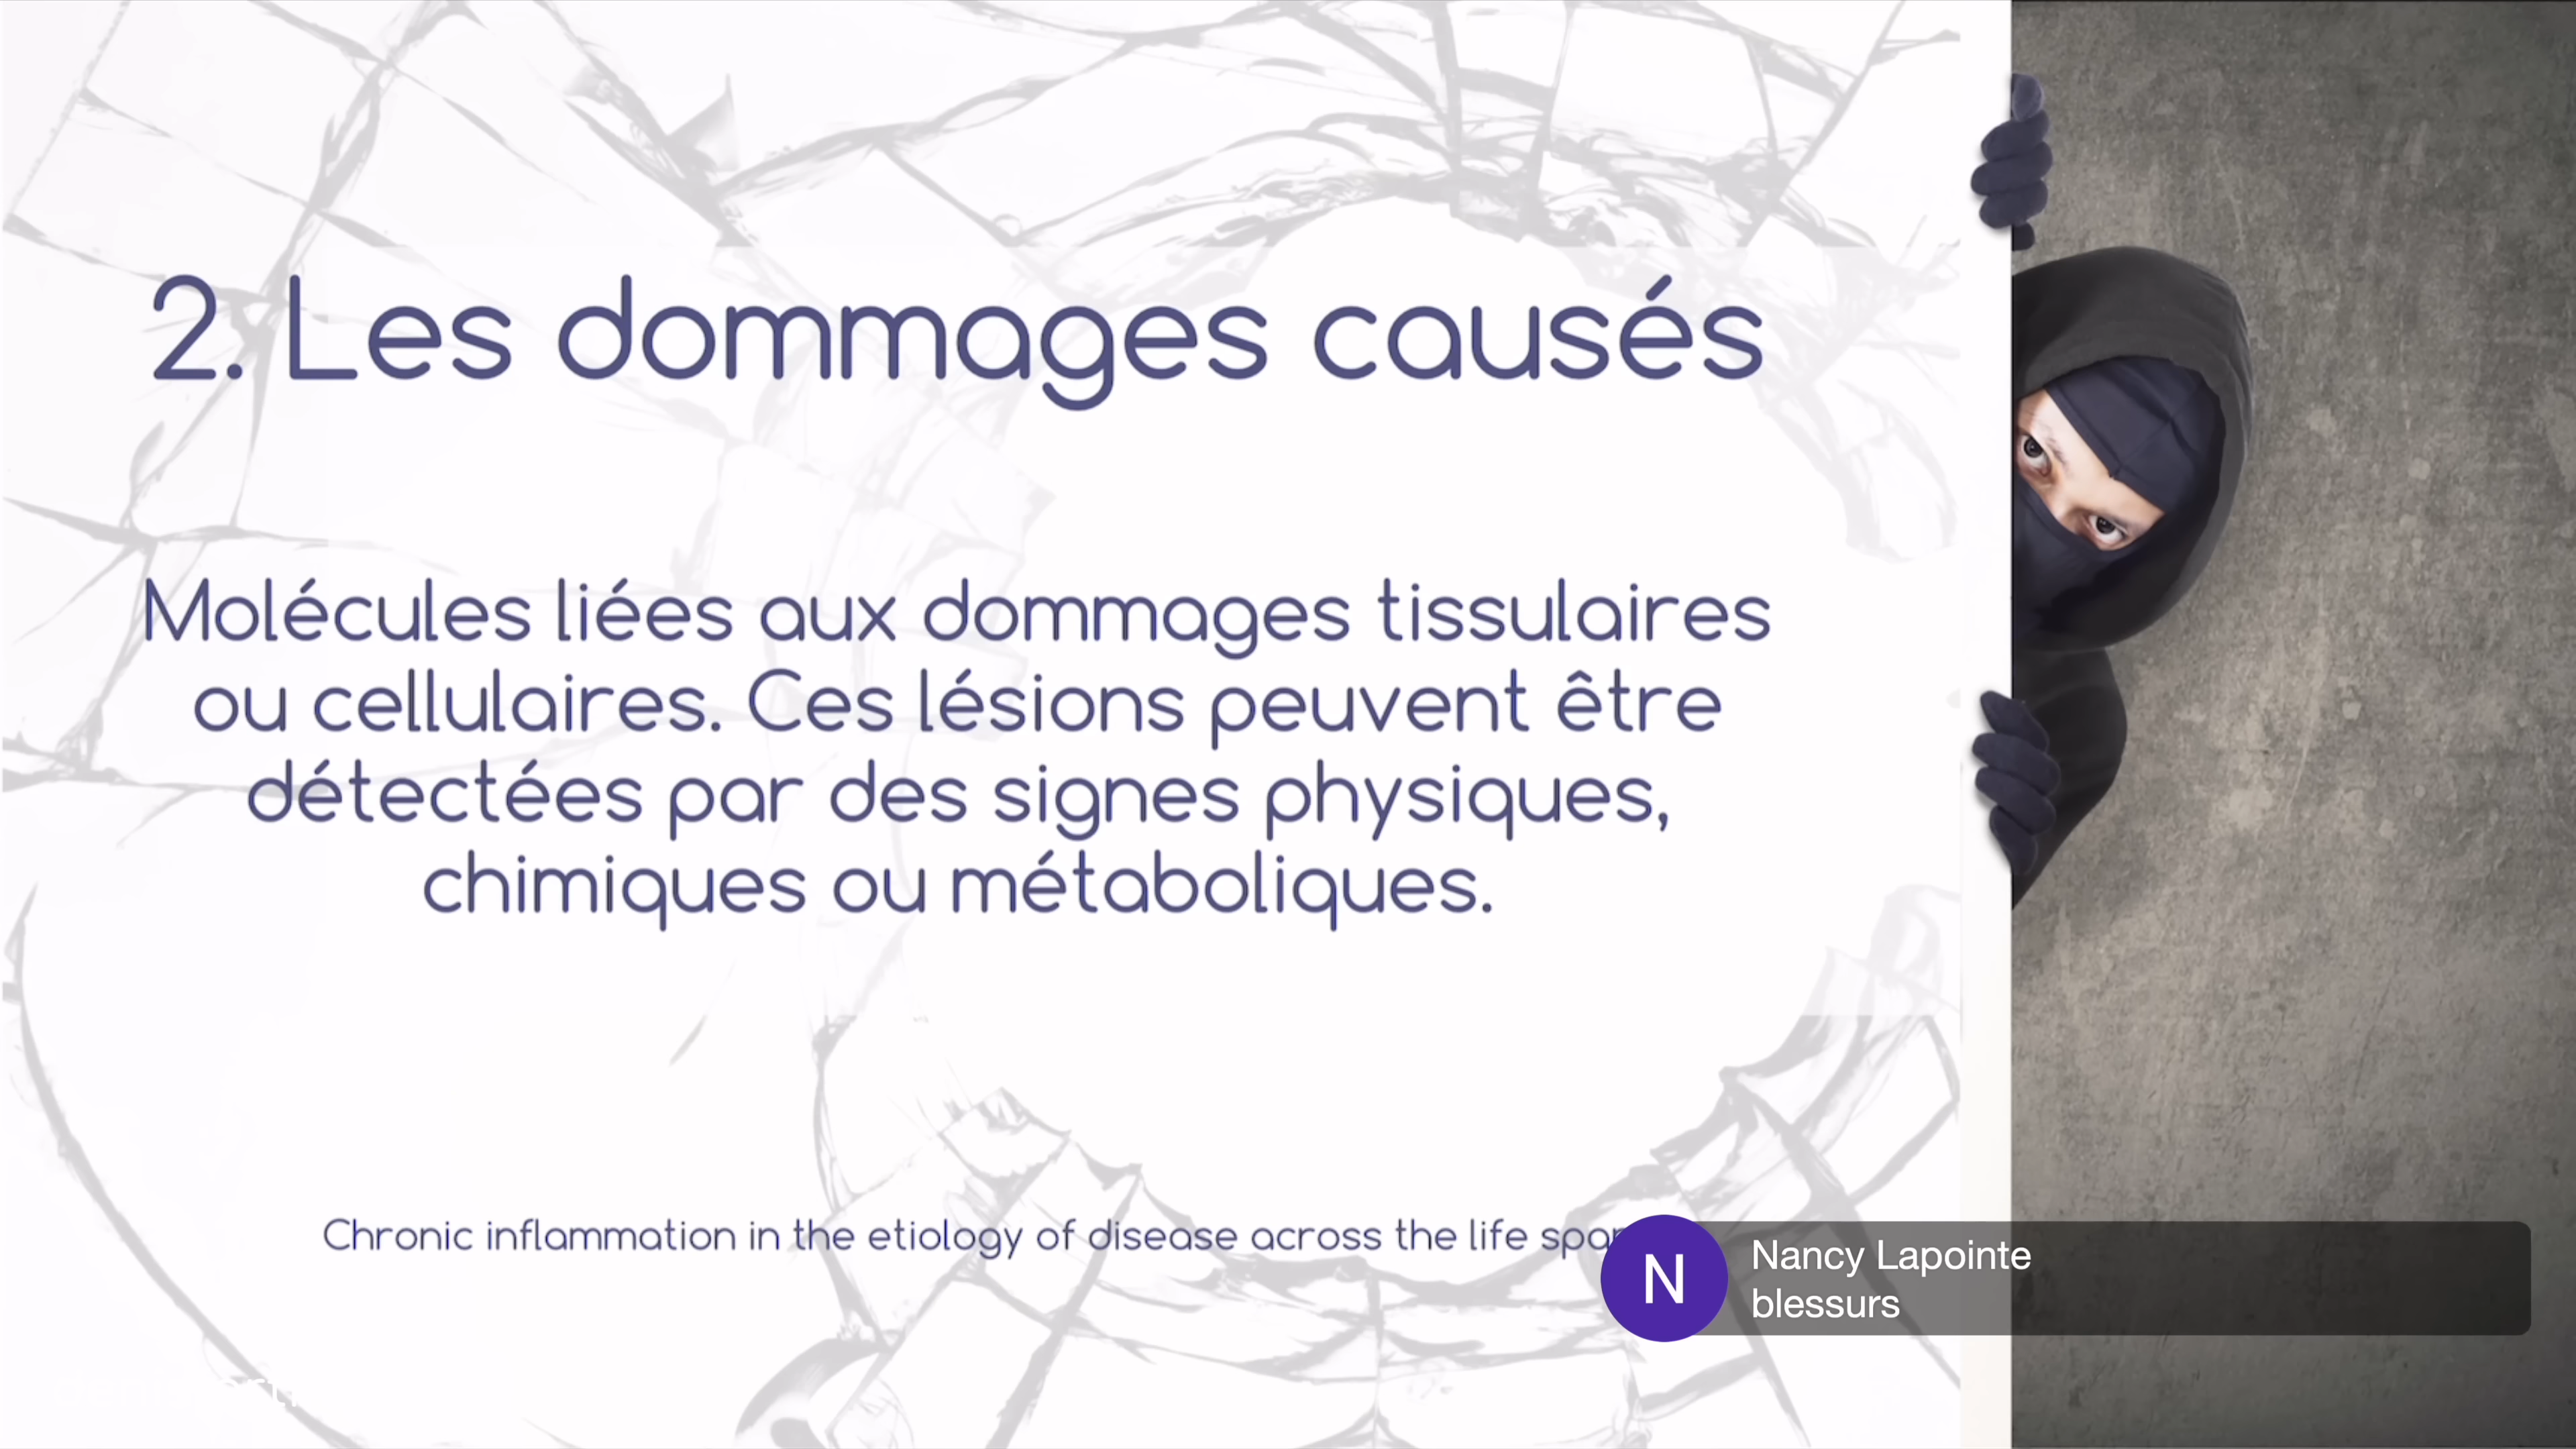 2. Les dommages causés
Molécules liées aux dommages tissulaires
ou cellulaires. Ces lésions peuvent être
détectées par des signes physiques,
chimiques ou métaboliques.
Chronic inflammation in the etiology of disease across the life span
N
Nancy Lapointe
blessurs